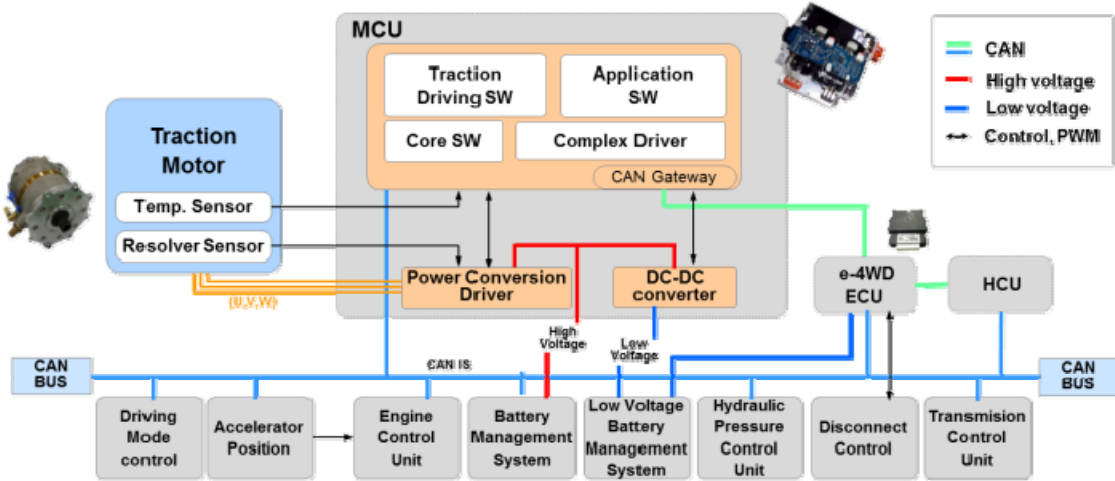 MCU
Traction
Driving SW
Application
SW
Core SW
Complex Driver
CAN Gateway
CAN
High voltage
Low voltage
Control, PWM
Traction
Motor
Temp. Sensor
Resolver Sensor
(U,V,W)
Power Conversion
Driver
DC-DC
converter
e-4WD
ECU
HCU
High
Voltage
Low
Voltage
CAN
BUS
CAN IS
CAN
BUS
Driving
Mode
control
Accelerator
Position
Engine
Control
Unit
Battery
Management
System
Low Voltage
Battery
Management
System
Hydraulic
Pressure
Control
Unit
Disconnect
Control
Transmision
Control
Unit